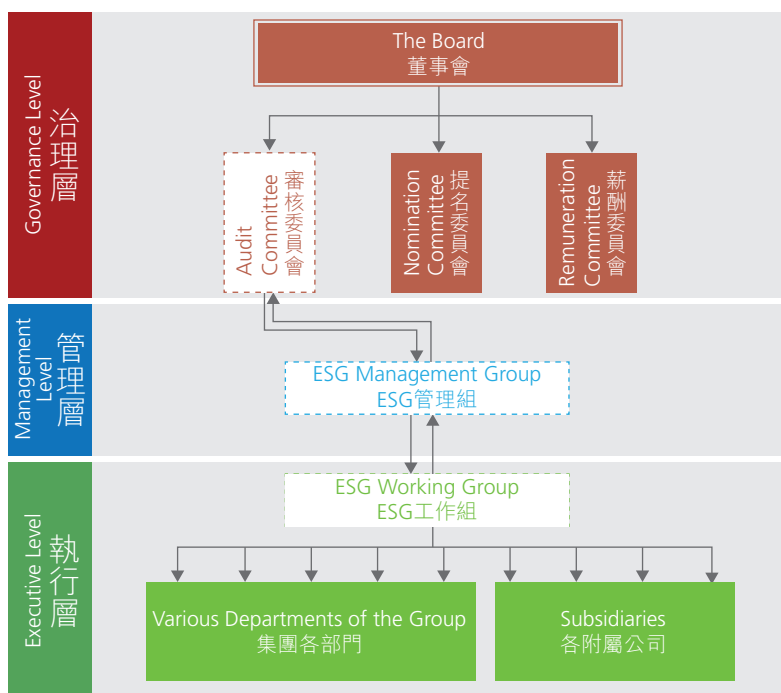 Governance Level
治理層
The Board
董事會
Audit
Committee
審核委員會
Nomination
Committee
提名委員會
Remuneration
Committee
薪酬委員會
Management
Level
管理層
ESG Management Group
ESG管理組
Executive Level
執行層
ESG Working Group
ESG工作組
Various Departments of the Group
集團各部門
Subsidiaries
各附屬公司